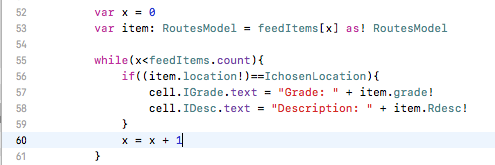 52 var x = 0
53 var item: RoutesModel = feedItems[x] as! RoutesModel
54
55 while(x<feedItems.count){
56 if((item.location!)==IchosenLocation){
57 cell.IGrade.text = "Grade: " + item.grade!
58 cell.IDesc.text = "Description: " + item.Rdesc!
59 }
60 x = x + 1
61 }